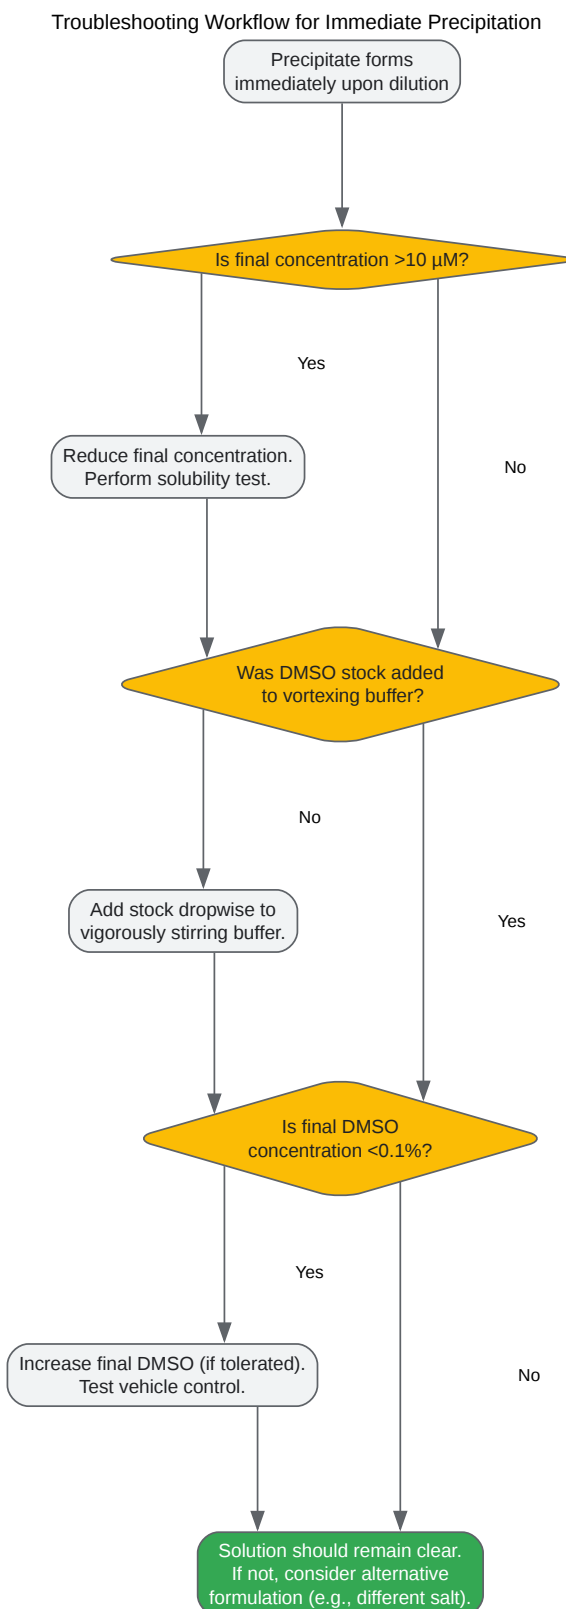 Troubleshooting Workflow for Immediate Precipitation
Precipitate forms
immediately upon dilution
Is final concentration >10 µM?
Yes
Reduce final concentration.
Perform solubility test.
No
Was DMSO stock added
to vortexing buffer?
No
Add stock dropwise to
vigorously stirring buffer.
Yes
Is final DMSO
concentration <0.1%?
Yes
Increase final DMSO (if tolerated).
Test vehicle control.
No
Solution should remain clear.
If not, consider alternative
formulation (e.g., different salt).